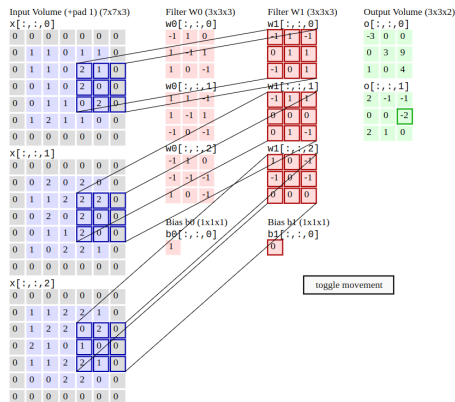 Input Volume (+pad 1) (7x7x3)
x[:,:,0]
0 0 0 0 0 0 0
0 1 1 0 1 1 0
0 1 1 0 2 1 0
0 0 1 0 2 0 0
0 0 1 1 0 2 0
0 1 2 1 1 0 0
0 0 0 0 0 0 0
x[:,:,1]
0 0 0 0 0 0 0
0 0 2 0 2 0 0
0 1 1 2 2 2 0
0 0 2 0 2 0 0
0 0 1 1 2 0 0
0 1 0 2 2 1 0
0 0 0 0 0 0 0
x[:,:,2]
0 0 0 0 0 0 0
0 1 1 2 2 1 0
0 1 2 2 0 2 0
0 2 1 0 1 0 0
0 1 1 2 2 1 0
0 0 0 2 2 0 0
0 0 0 0 0 0 0
Filter W0 (3x3x3)
w0[:,:,0]
-1 1 0
1 -1 1
1 0 -1
w0[:,:,1]
1 1 -1
1 -1 1
-1 0 -1
w0[:,:,2]
-1 1 0
-1 -1 -1
1 0 -1
Bias b0 (1x1x1)
b0[:,:,0]
1
Filter W1 (3x3x3)
w1[:,:,0]
-1 1 -1
0 1 1
-1 0 1
w1[:,:,1]
-1 1 1
0 0 0
0 1 -1
w1[:,:,2]
1 0 -1
-1 0 -1
0 0 0
Bias b1 (1x1x1)
b1[:,:,0]
0
Output Volume (3x3x2)
o[:,:,0]
-3 0 0
0 3 9
1 0 4
o[:,:,1]
2 -1 -1
0 0 -2
2 1 0
toggle movement